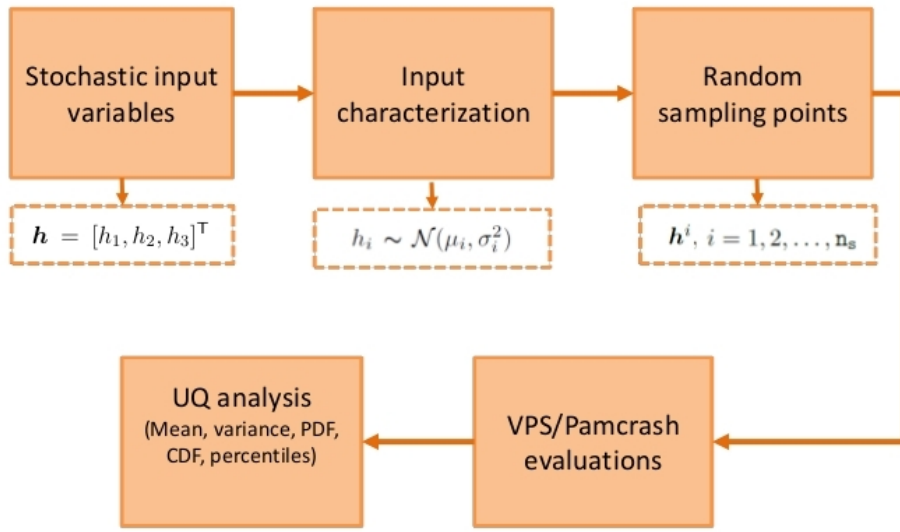 Stochastic input
variables
Input
characterization
Random
sampling points
𝒉 = [h₁, h₂, h₃]ᵀ
hᵢ ∼ 𝒩(μᵢ, σᵢ²)
𝒉ⁱ, i = 1, 2, …, nₛ
UQ analysis
(Mean, variance, PDF,
CDF, percentiles)
VPS/Pamcrash
evaluations